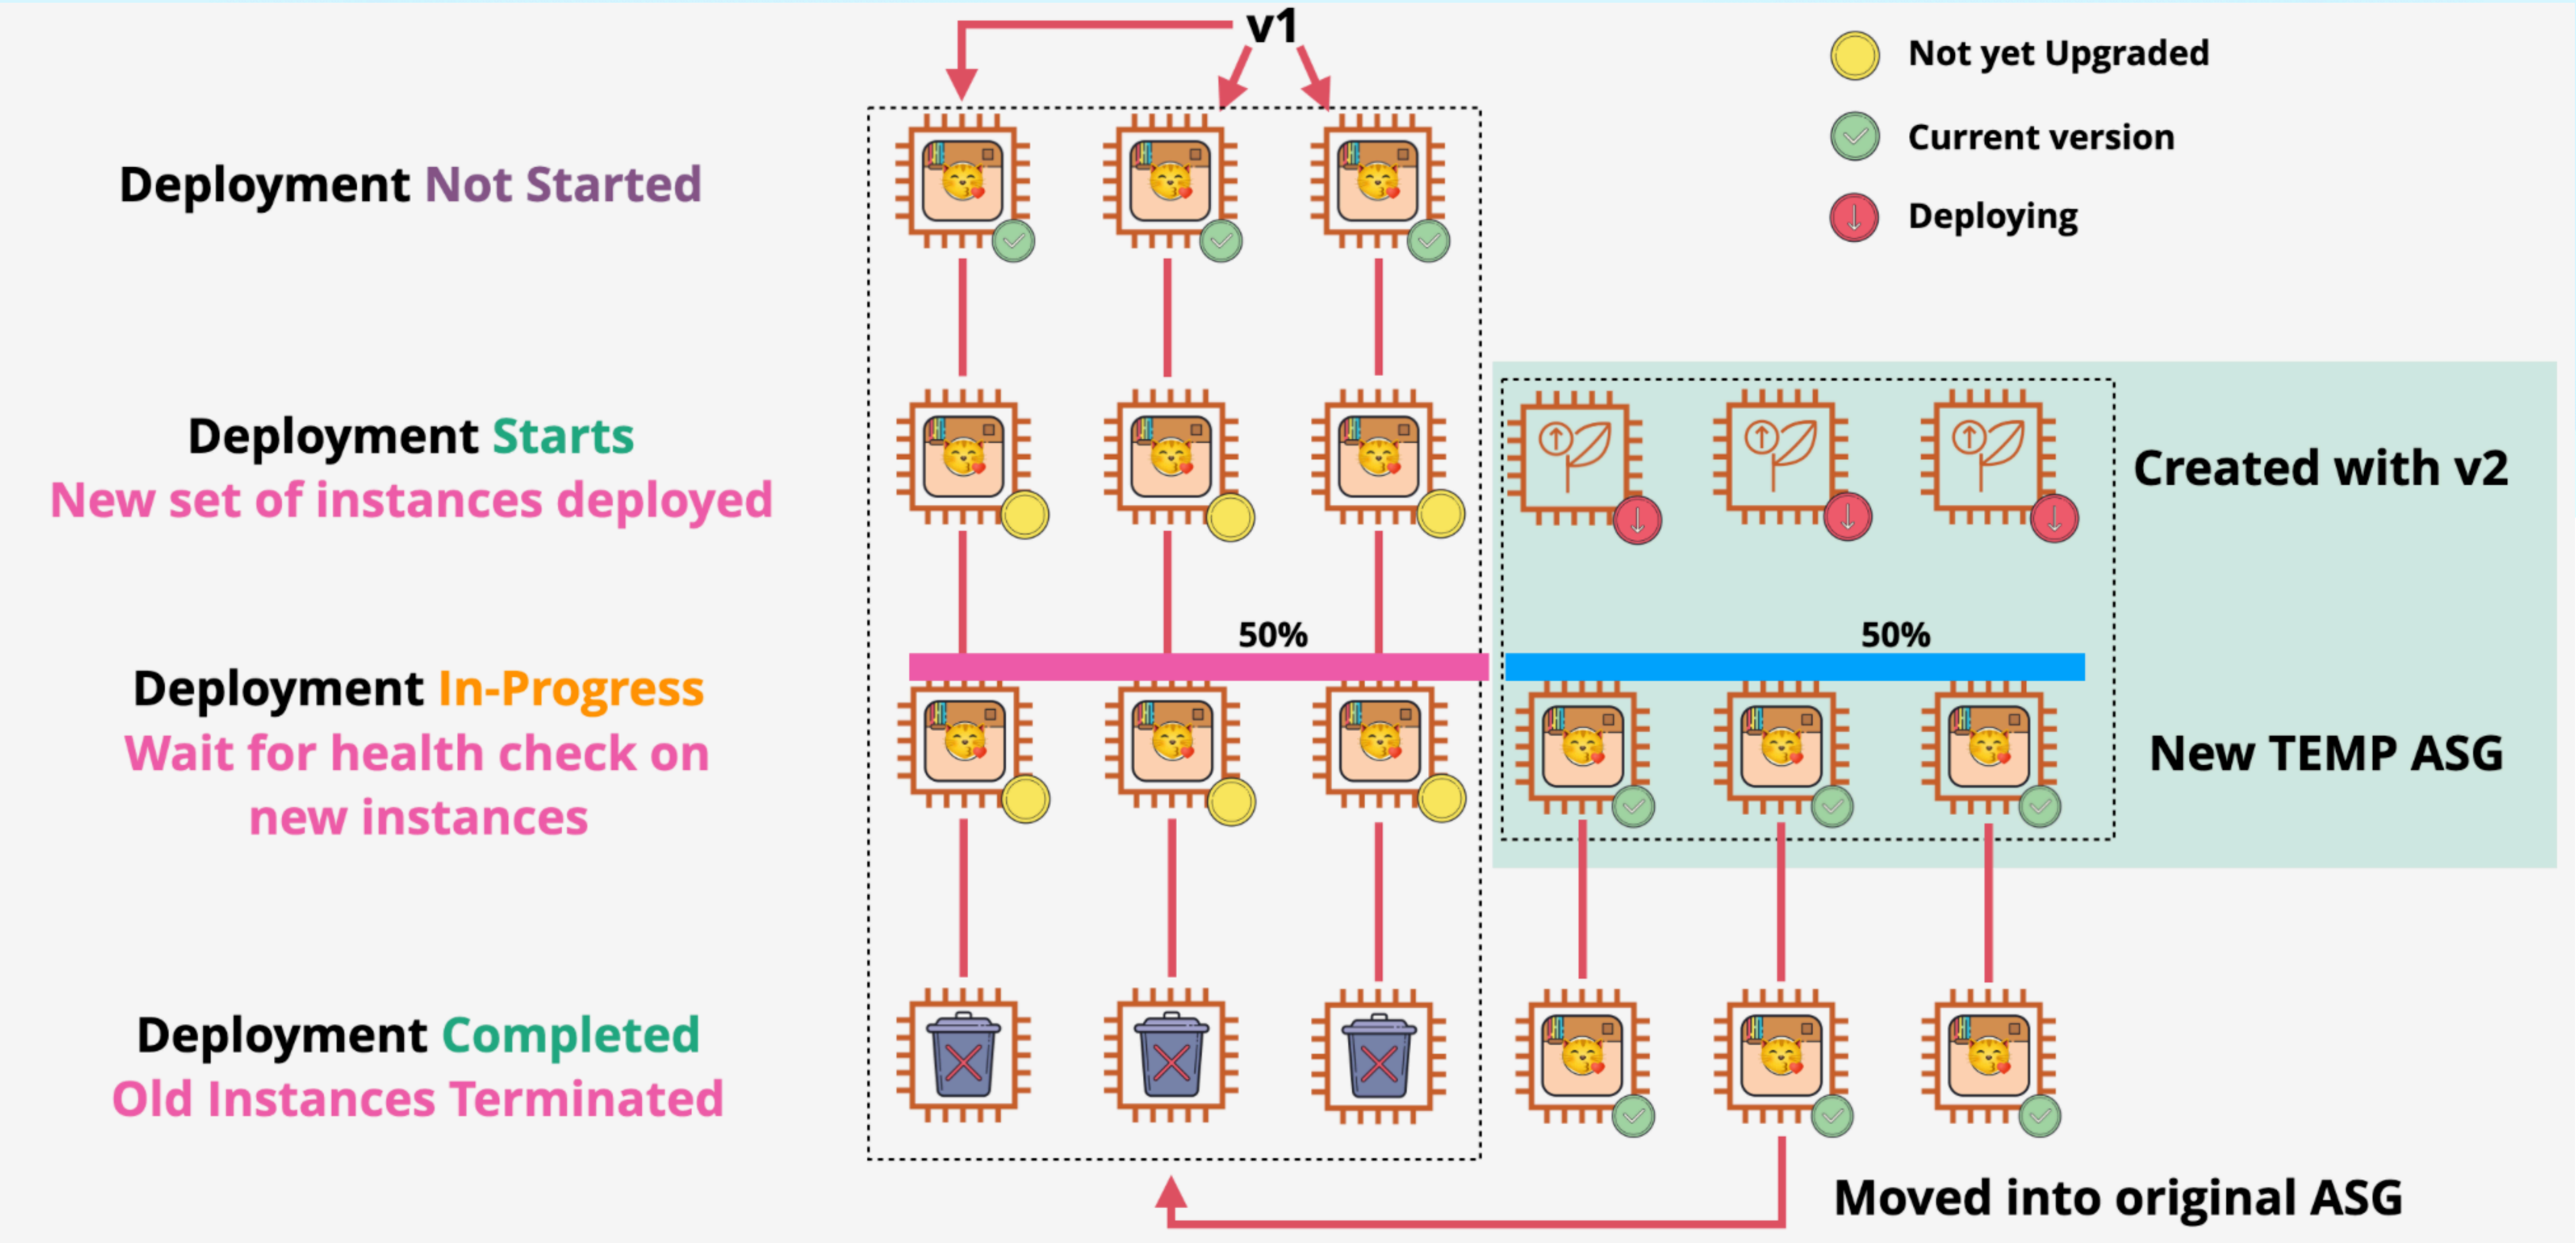 v1
Not yet Upgraded
Current version
Deploying
Deployment Not Started
Deployment Starts
New set of instances deployed
Created with v2
50%
50%
Deployment In-Progress
Wait for health check on
new instances
New TEMP ASG
Deployment Completed
Old Instances Terminated
Moved into original ASG